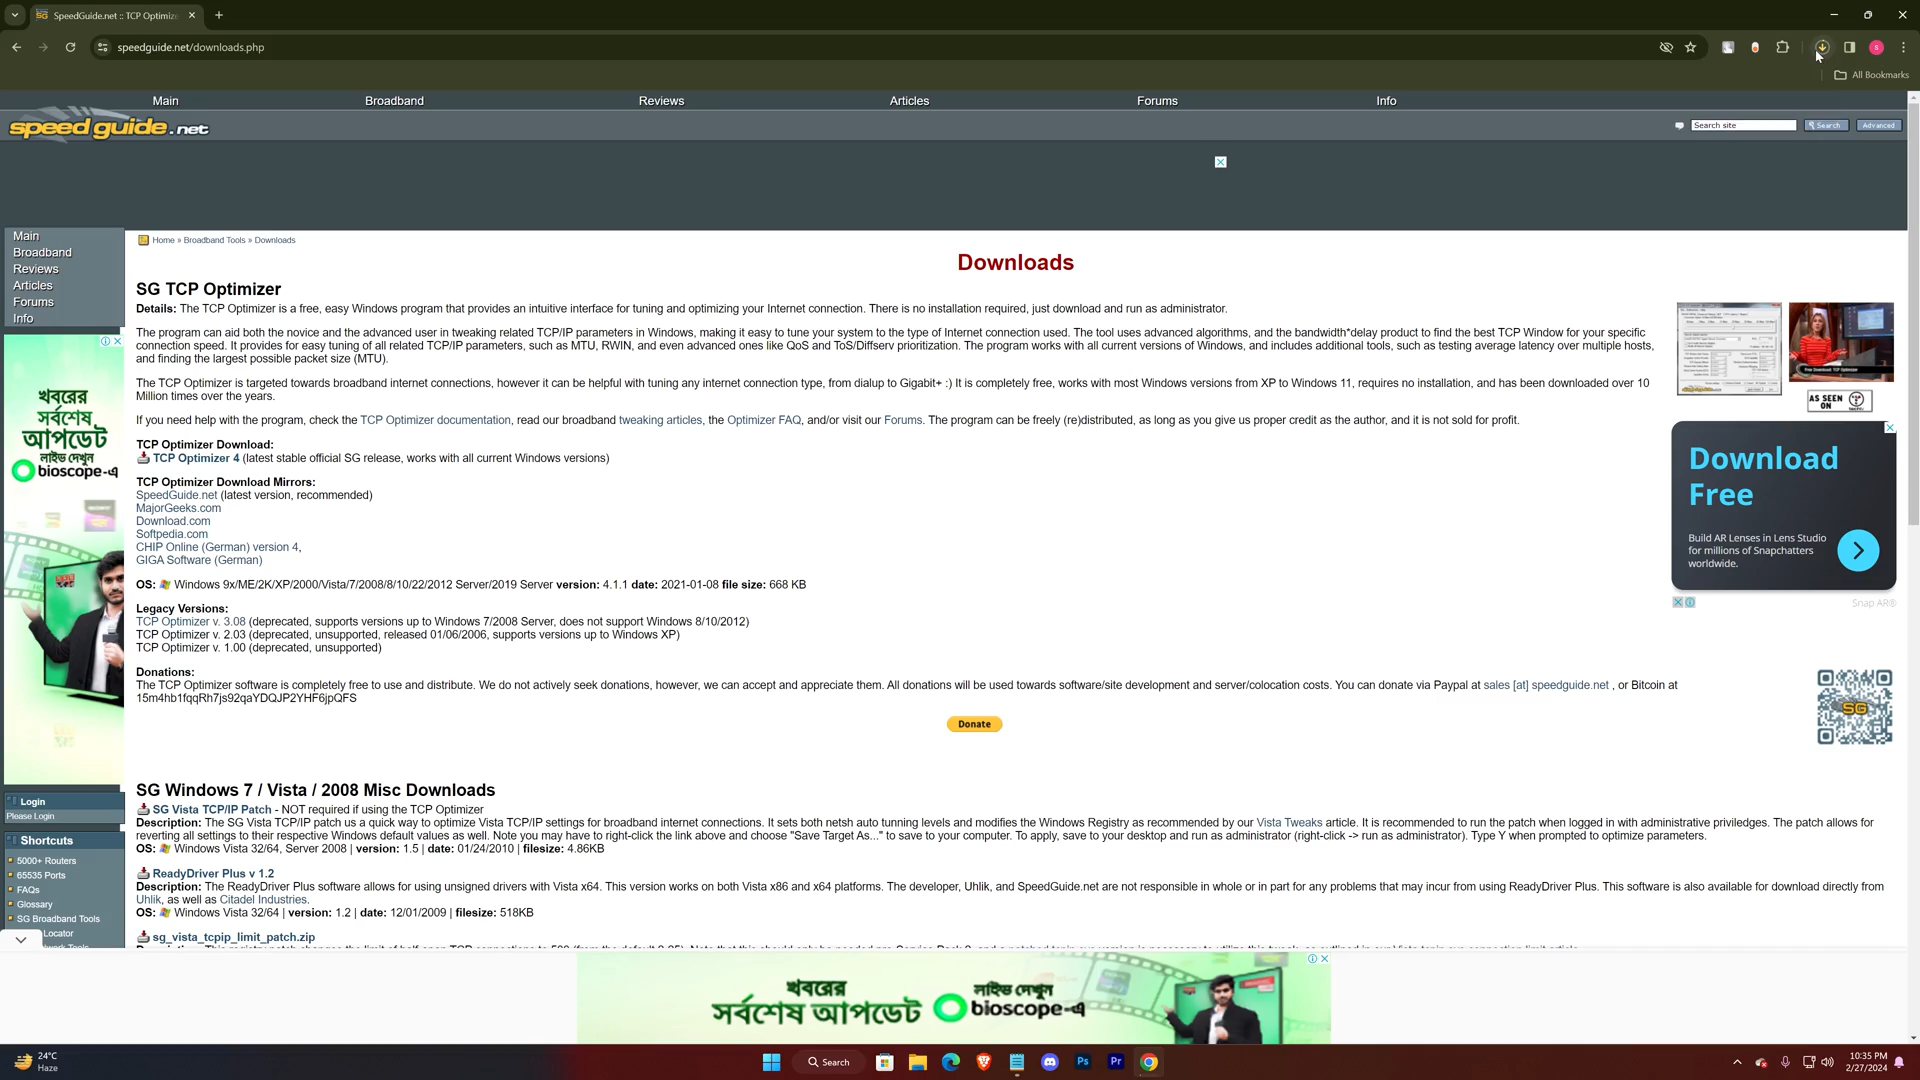 SpeedGuide.net :: TCP Optimize
speedguide.net/downloads.php
S
All Bookmarks
Main
Broadband
Reviews
Articles
Forums
Info
speed guide.net
Search site
Search
Advanced
Main
Broadband
Reviews
Articles
Forums
Info
Home » Broadband Tools » Downloads
Downloads
SG TCP Optimizer
Details: The TCP Optimizer is a free, easy Windows program that provides an intuitive interface for tuning and optimizing your Internet connection. There is no installation required, just download and run as administrator.
The program can aid both the novice and the advanced user in tweaking related TCP/IP parameters in Windows, making it easy to tune your system to the type of Internet connection used. The tool uses advanced algorithms, and the bandwidth*delay product to find the best TCP Window for your specific
connection speed. It provides for easy tuning of all related TCP/IP parameters, such as MTU, RWIN, and even advanced ones like QoS and ToS/Diffserv prioritization. The program works with all current versions of Windows, and includes additional tools, such as testing average latency over multiple hosts,
and finding the largest possible packet size (MTU).
The TCP Optimizer is targeted towards broadband internet connections, however it can be helpful with tuning any internet connection type, from dialup to Gigabit+ :) It is completely free, works with most Windows versions from XP to Windows 11, requires no installation, and has been downloaded over 10
Million times over the years.
If you need help with the program, check the TCP Optimizer documentation, read our broadband tweaking articles, the Optimizer FAQ, and/or visit our Forums. The program can be freely (re)distributed, as long as you give us proper credit as the author, and it is not sold for profit.
TCP Optimizer Download:
TCP Optimizer 4 (latest stable official SG release, works with all current Windows versions)
TCP Optimizer Download Mirrors:
SpeedGuide.net (latest version, recommended)
MajorGeeks.com
Download.com
Softpedia.com
CHIP Online (German) version 4,
GIGA Software (German)
OS: Windows 9x/ME/2K/XP/2000/Vista/7/2008/8/10/22/2012 Server/2019 Server version: 4.1.1 date: 2021-01-08 file size: 668 KB
Legacy Versions:
TCP Optimizer v. 3.08 (deprecated, supports versions up to Windows 7/2008 Server, does not support Windows 8/10/2012)
TCP Optimizer v. 2.03 (deprecated, unsupported, released 01/06/2006, supports versions up to Windows XP)
TCP Optimizer v. 1.00 (deprecated, unsupported)
Donations:
The TCP Optimizer software is completely free to use and distribute. We do not actively seek donations, however, we can accept and appreciate them. All donations will be used towards software/site development and server/colocation costs. You can donate via Paypal at sales [at] speedguide.net , or Bitcoin at
15m4hb1fqqRh7js92qaYDQJP2YHF6jpQFS
Donate
SG
AS SEEN
ON
Download
Free
Build AR Lenses in Lens Studio
for millions of Snapchatters
worldwide.
Snap AR®
খবরের
সর্বশেষ
আপডেট
লাইভ দেখুন
bioscope-এ
SG Windows 7 / Vista / 2008 Misc Downloads
SG Vista TCP/IP Patch - NOT required if using the TCP Optimizer
Description: The SG Vista TCP/IP patch us a quick way to optimize Vista TCP/IP settings for broadband internet connections. It sets both netsh auto tunning levels and modifies the Windows Registry as recommended by our Vista Tweaks article. It is recommended to run the patch when logged in with administrative priviledges. The patch allows for
reverting all settings to their respective Windows default values as well. Note you may have to right-click the link above and choose "Save Target As..." to save to your computer. To apply, save to your desktop and run as administrator (right-click -> run as administrator). Type Y when prompted to optimize parameters.
OS: Windows Vista 32/64, Server 2008 | version: 1.5 | date: 01/24/2010 | filesize: 4.86KB
ReadyDriver Plus v 1.2
Description: The ReadyDriver Plus software allows for using unsigned drivers with Vista x64. This version works on both Vista x86 and x64 platforms. The developer, Uhlik, and SpeedGuide.net are not responsible in whole or in part for any problems that may incur from using ReadyDriver Plus. This software is also available for download directly from
Uhlik, as well as Citadel Industries.
OS: Windows Vista 32/64 | version: 1.2 | date: 12/01/2009 | filesize: 518KB
sg_vista_tcpip_limit_patch.zip
Login
Please Login
Shortcuts
5000+ Routers
65535 Ports
FAQs
Glossary
SG Broadband Tools
Locator
খবরের
সর্বশেষ আপডেট
লাইভ দেখুন
bioscope-এ
24°C
Haze
Search
Ps
Pr
10:35 PM
2/27/2024